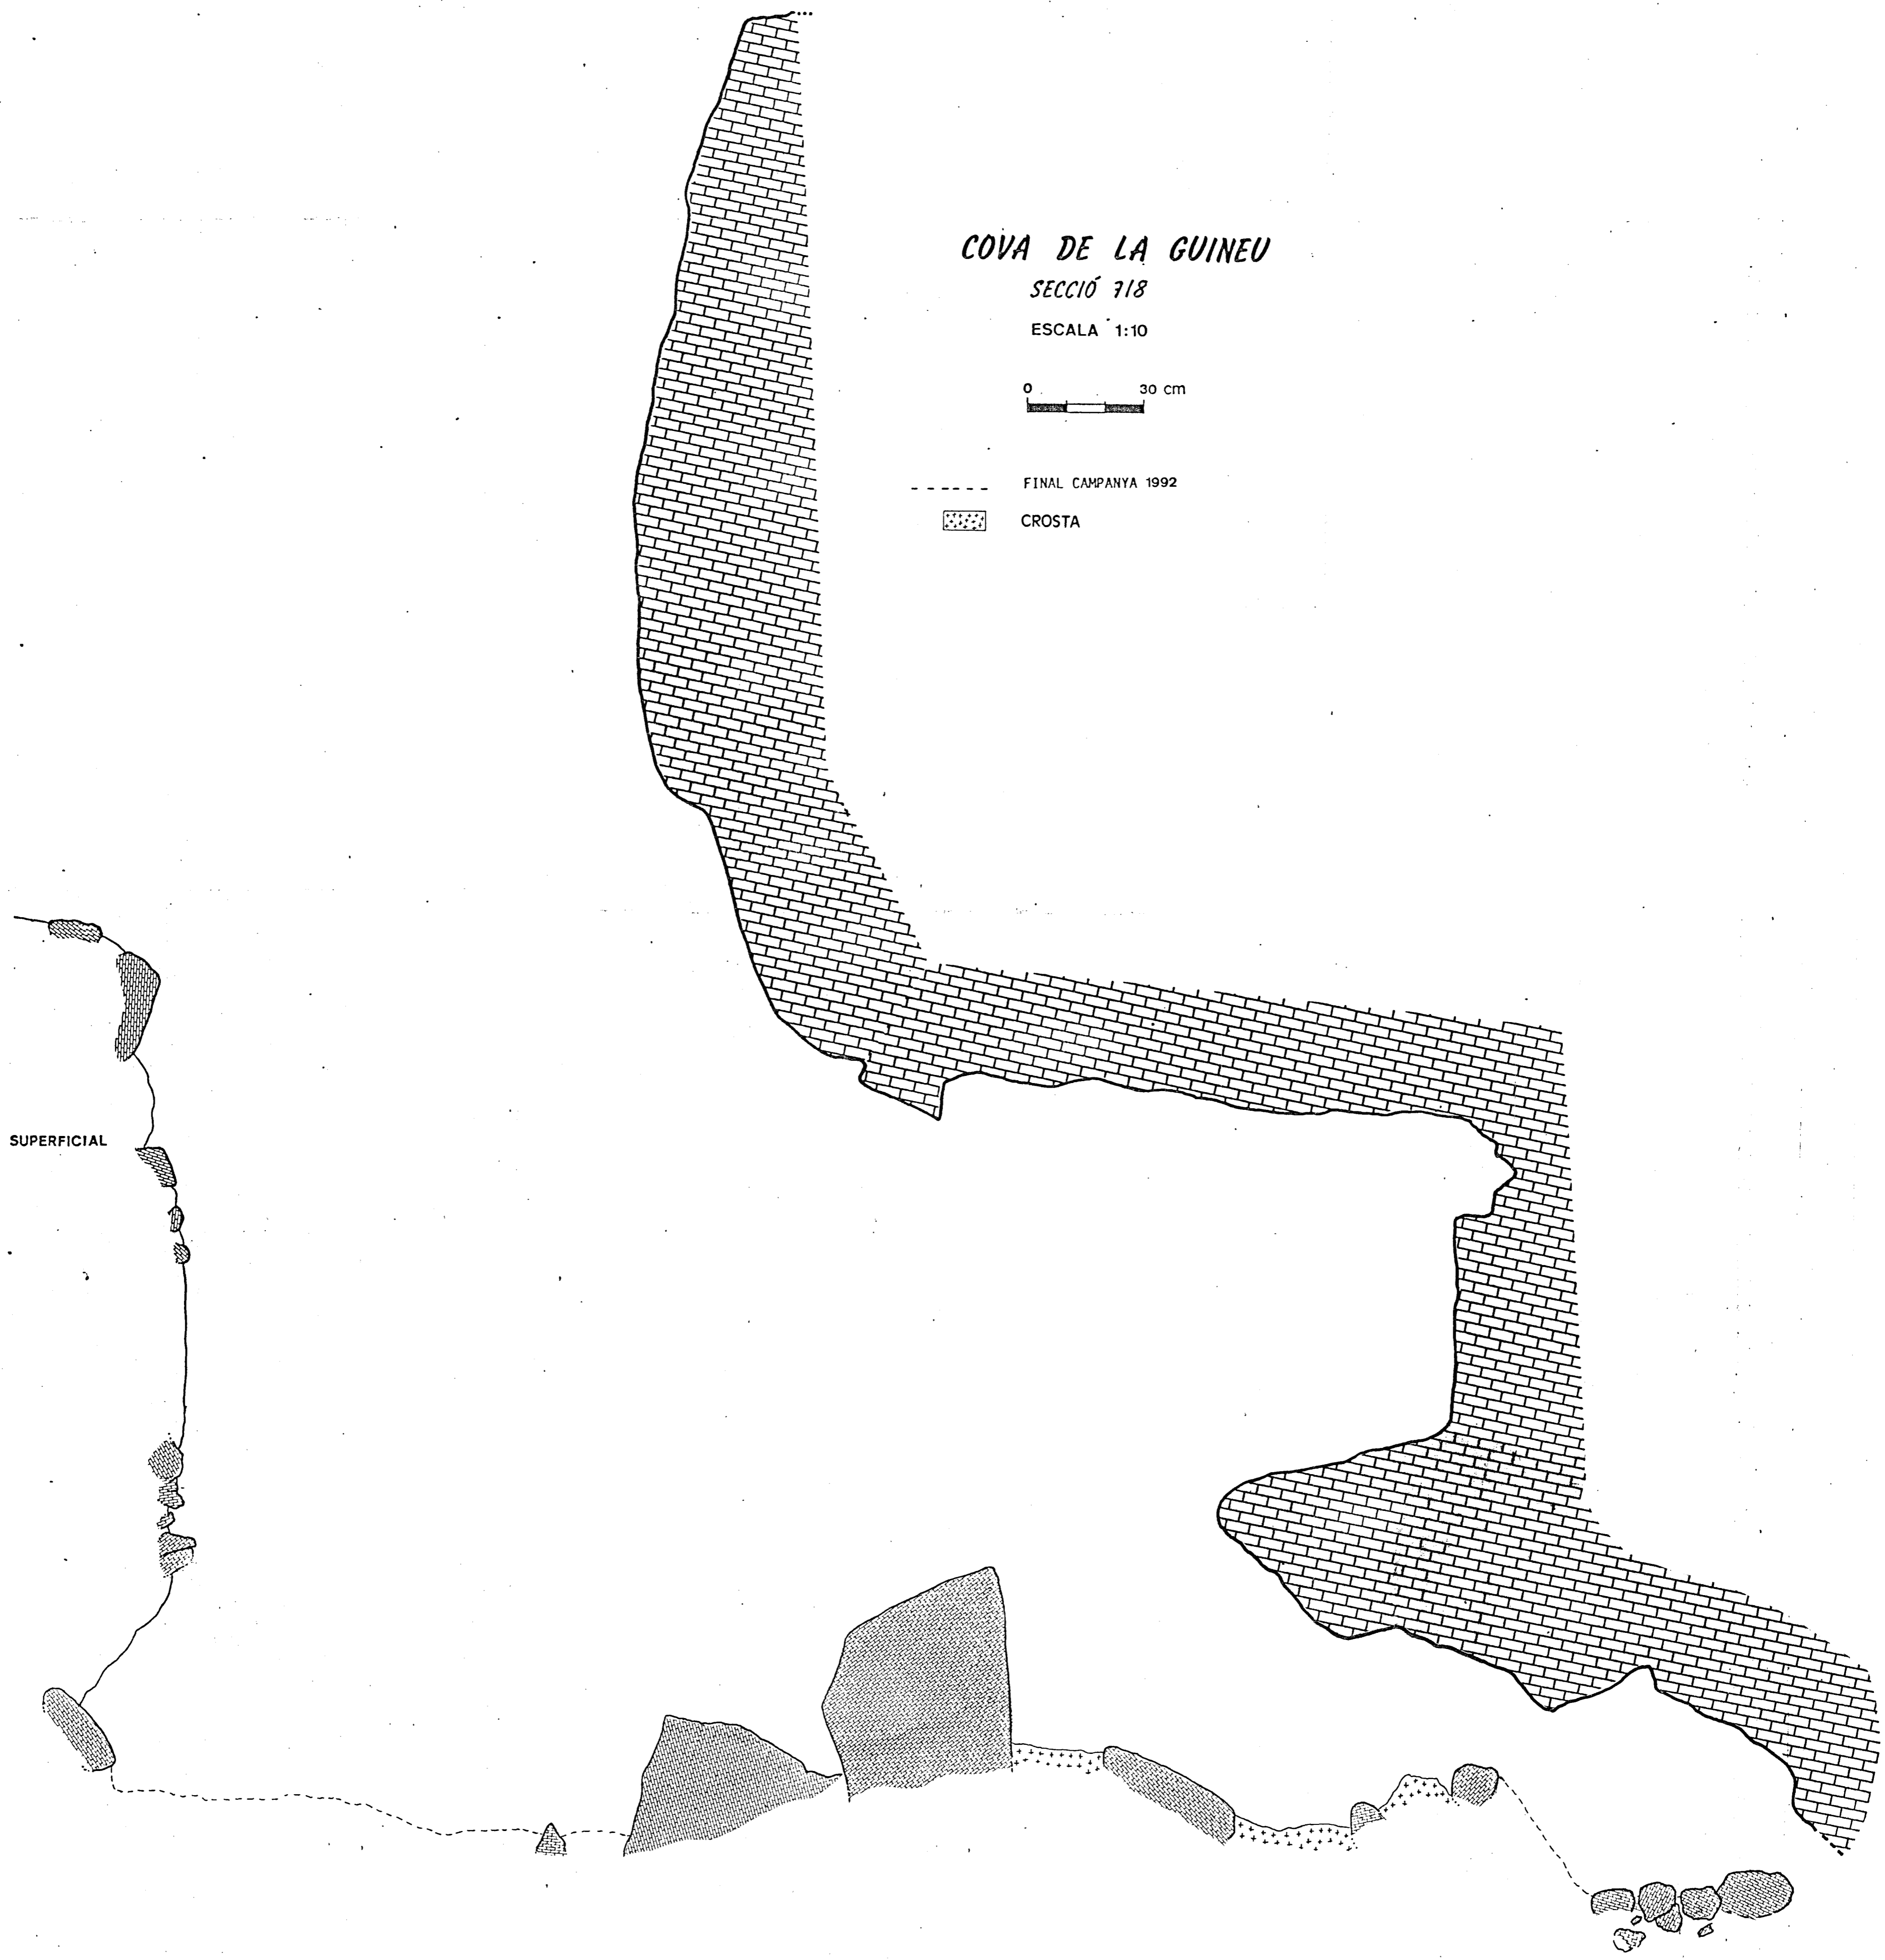 COVA DE LA GUINEU
SECCIÓ 7/8
ESCALA 1:10
0 30 cm
FINAL CAMPANYA 1992
CROSTA
SUPERFICIAL